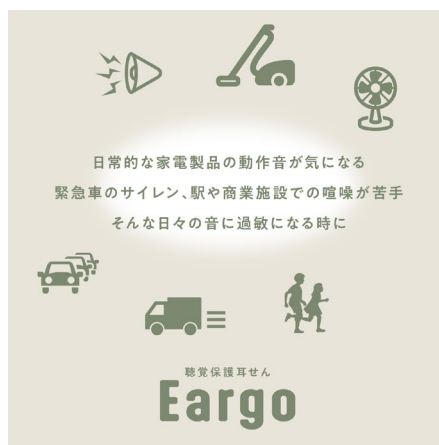 日常的な家電製品の動作音が気になる
緊急車のサイレン、駅や商業施設での喧噪が苦手
そんな日々の音に過敏になる時に
聴覚保護耳せん
Eargo